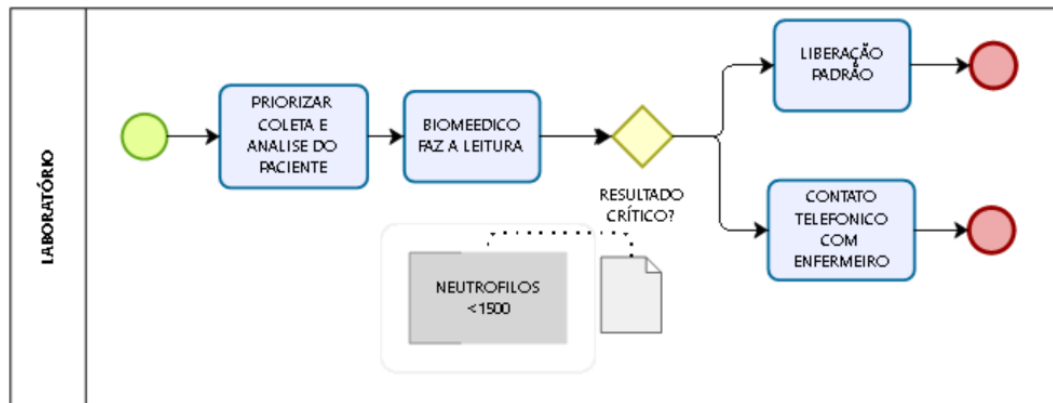 LABORATÓRIO
PRIORIZAR
COLETA E
ANALISE DO
PACIENTE
BIOMEEDICO
FAZ A LEITURA
RESULTADO
CRÍTICO?
LIBERAÇÃO
PADRÃO
CONTATO
TELEFONICO
COM
ENFERMEIRO
NEUTROFILOS
<1500